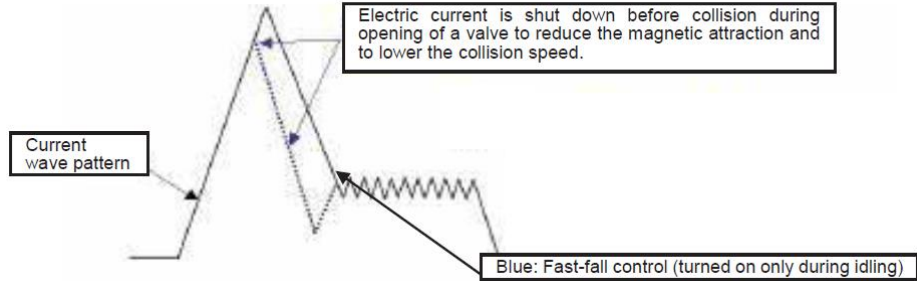 Electric current is shut down before collision during
opening of a valve to reduce the magnetic attraction and
to lower the collision speed.
Current
wave pattern
Blue: Fast-fall control (turned on only during idling)